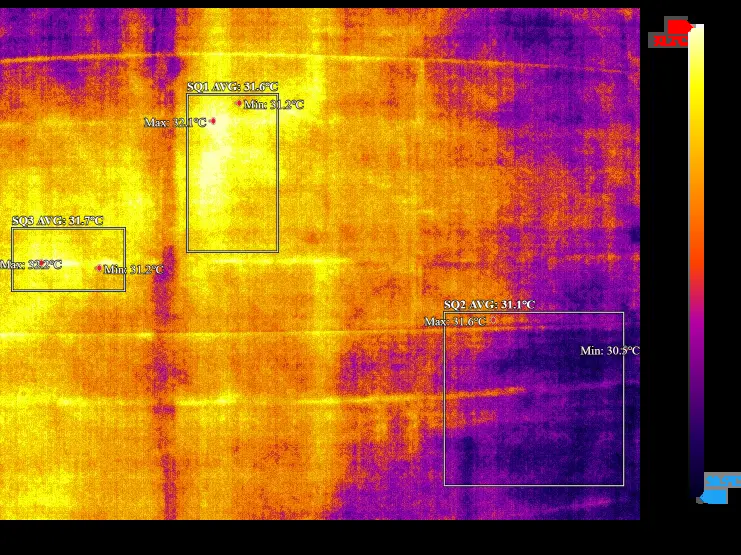 SQ1 AVG: 31.6°C
Min: 31.2°C
Max: 32.1°C
SQ3 AVG: 31.7°C
Max: 32.2°C
Min: 31.2°C
SQ2 AVG: 31.1°C
Max: 31.6°C
Min: 30.5°C